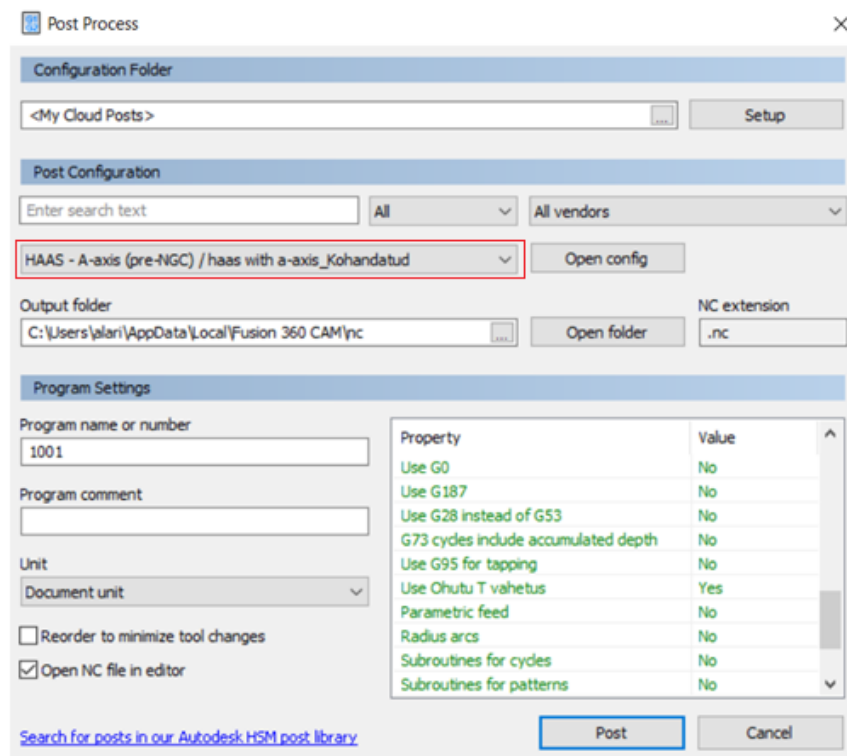 Post Process
Configuration Folder
<My Cloud Posts>
...
Setup
Post Configuration
Enter search text
All
All vendors
HAAS - A-axis (pre-NGC) / haas with a-axis_Kohandatud
Open config
Output folder
NC extension
C:\Users\alari\AppData\Local\Fusion 360 CAM\nc
...
Open folder
.nc
Program Settings
Program name or number
1001
Program comment
Unit
Document unit
Reorder to minimize tool changes
Open NC file in editor
Property Value
Use G0 No
Use G187 No
Use G28 instead of G53 No
G73 cycles include accumulated depth No
Use G95 for tapping No
Use Ohutu T vahetus Yes
Parametric feed No
Radius arcs No
Subroutines for cycles No
Subroutines for patterns No
Search for posts in our Autodesk HSM post library
Post
Cancel